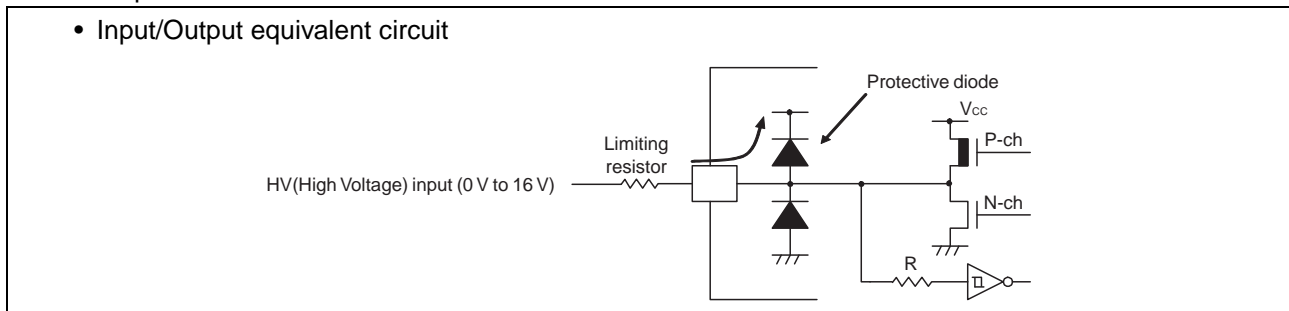 • Input/Output equivalent circuit
Protective diode
Vcc
Limiting
resistor
P-ch
HV(High Voltage) input (0 V to 16 V)
N-ch
R